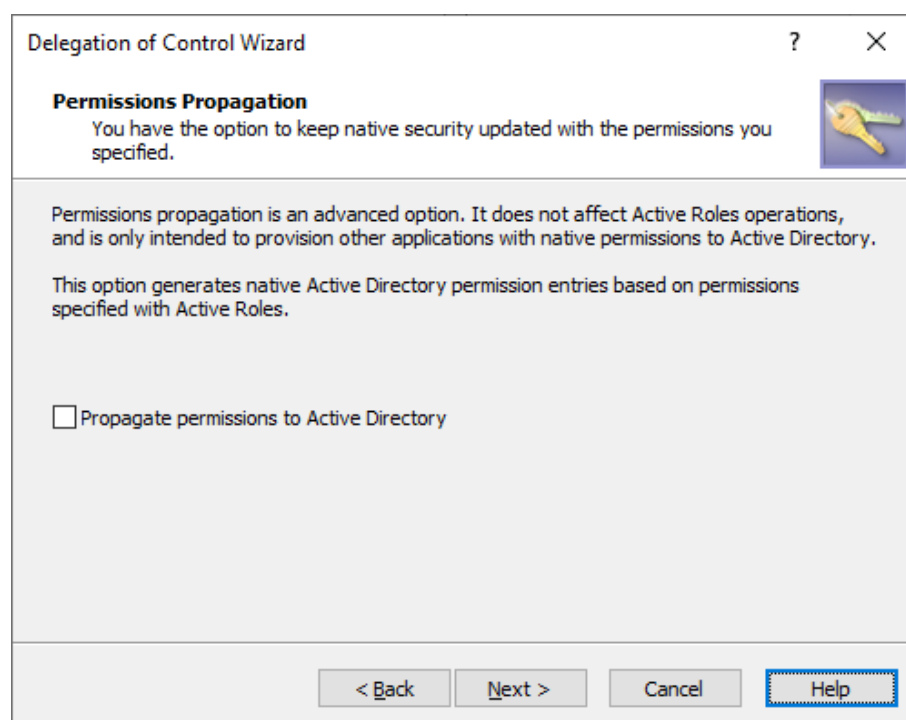 Delegation of Control Wizard
?
Permissions Propagation
You have the option to keep native security updated with the permissions you
specified.
Permissions propagation is an advanced option. It does not affect Active Roles operations,
and is only intended to provision other applications with native permissions to Active Directory.
This option generates native Active Directory permission entries based on permissions
specified with Active Roles.
Propagate permissions to Active Directory
< Back
Next >
Cancel
Help